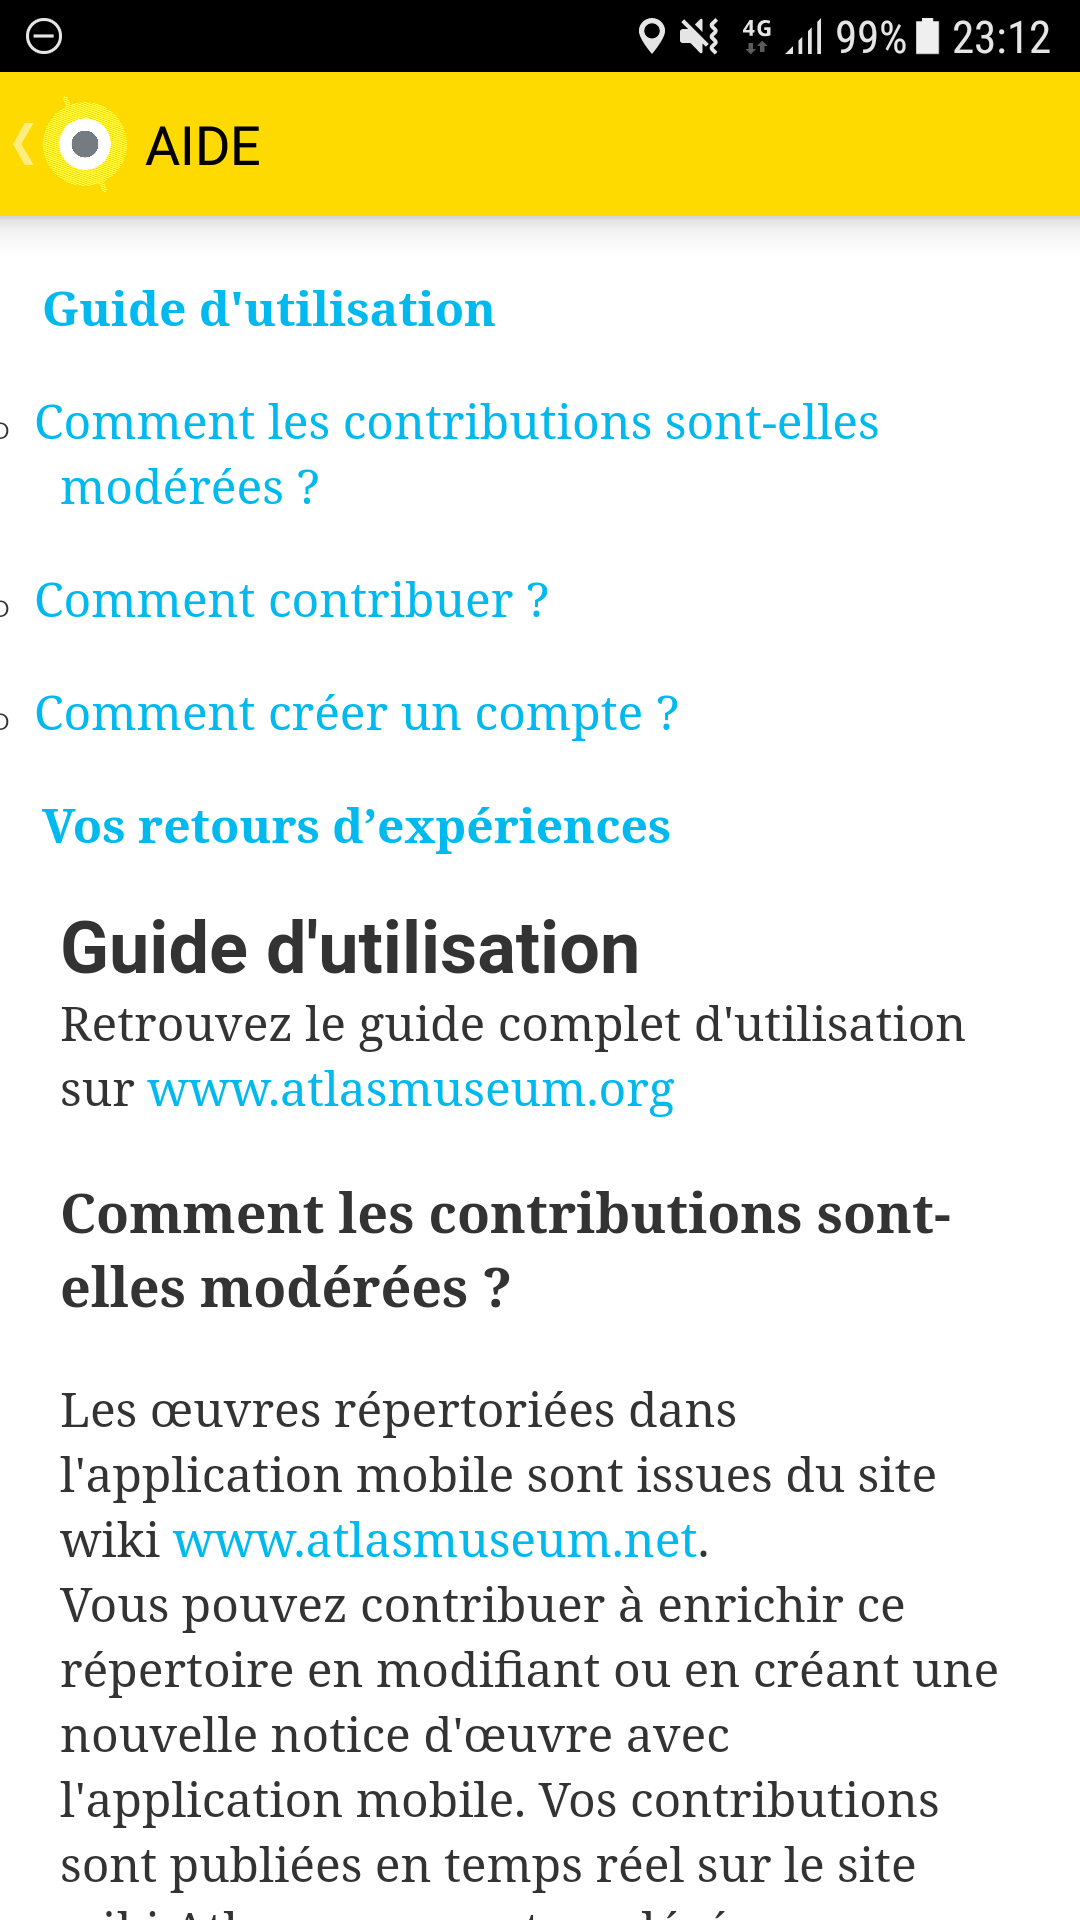 4G 99% 23:12
AIDE
Guide d'utilisation
Comment les contributions sont-elles
modérées ?
Comment contribuer ?
Comment créer un compte ?
Vos retours d’expériences
Guide d'utilisation
Retrouvez le guide complet d'utilisation
sur www.atlasmuseum.org
Comment les contributions sont-
elles modérées ?
Les œuvres répertoriées dans
l'application mobile sont issues du site
wiki www.atlasmuseum.net.
Vous pouvez contribuer à enrichir ce
répertoire en modifiant ou en créant une
nouvelle notice d'œuvre avec
l'application mobile. Vos contributions
sont publiées en temps réel sur le site